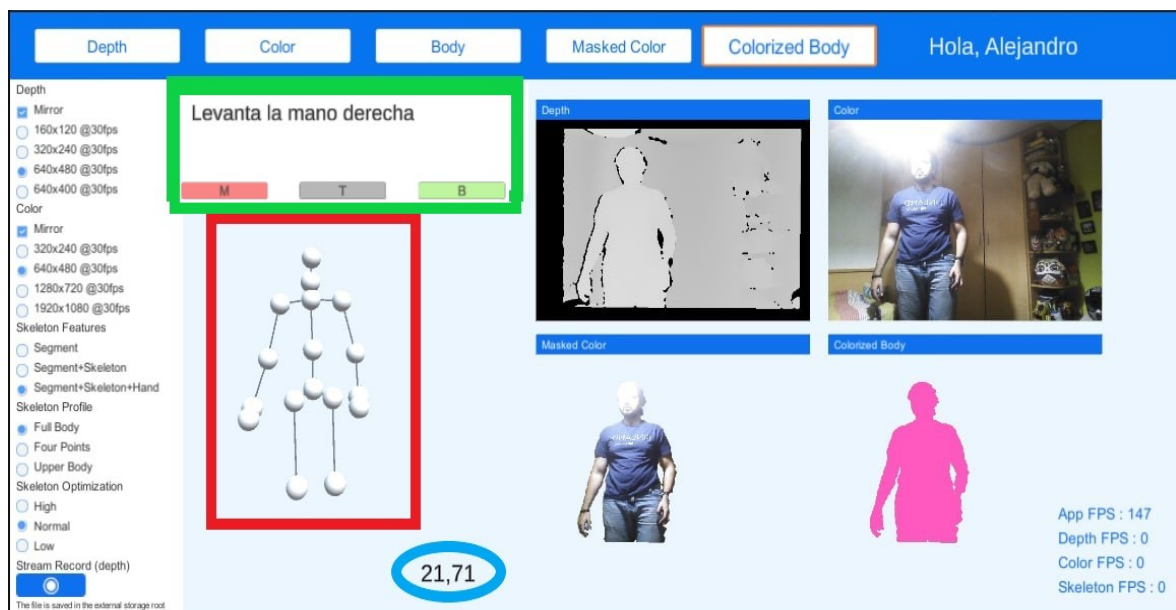 Depth
Color
Body
Masked Color
Colorized Body
Hola, Alejandro
Depth
Mirror
160x120 @30fps
320x240 @30fps
640x480 @30fps
640x400 @30fps
Color
Mirror
320x240 @30fps
640x480 @30fps
1280x720 @30fps
1920x1080 @30fps
Skeleton Features
Segment
Segment+Skeleton
Segment+Skeleton+Hand
Skeleton Profile
Full Body
Four Points
Upper Body
Skeleton Optimization
High
Normal
Low
Stream Record (depth)
The file is saved in the external storage root
Levanta la mano derecha
M
T
B
21,71
Depth
Color
Masked Color
Colorized Body
App FPS : 147
Depth FPS : 0
Color FPS : 0
Skeleton FPS : 0